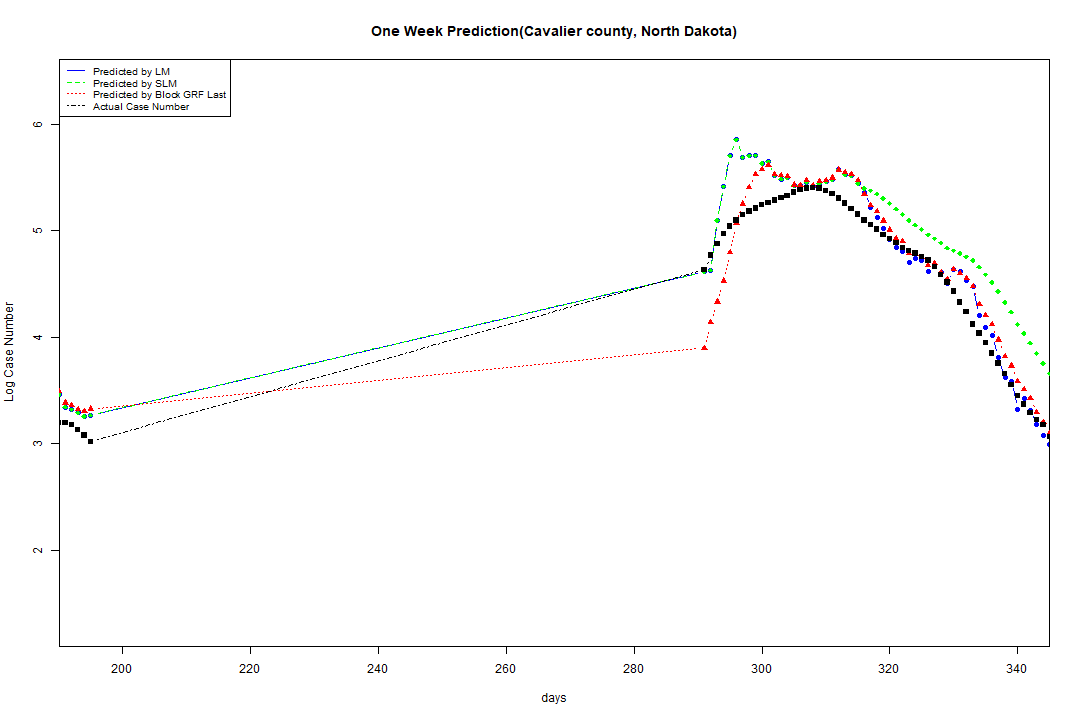 One Week Prediction(Cavalier county, North Dakota)
Predicted by LM
Predicted by SLM
Predicted by Block GRF Last
Actual Case Number
6
5
4
3
2
Log Case Number
200 220 240 260 280 300 320 340
days